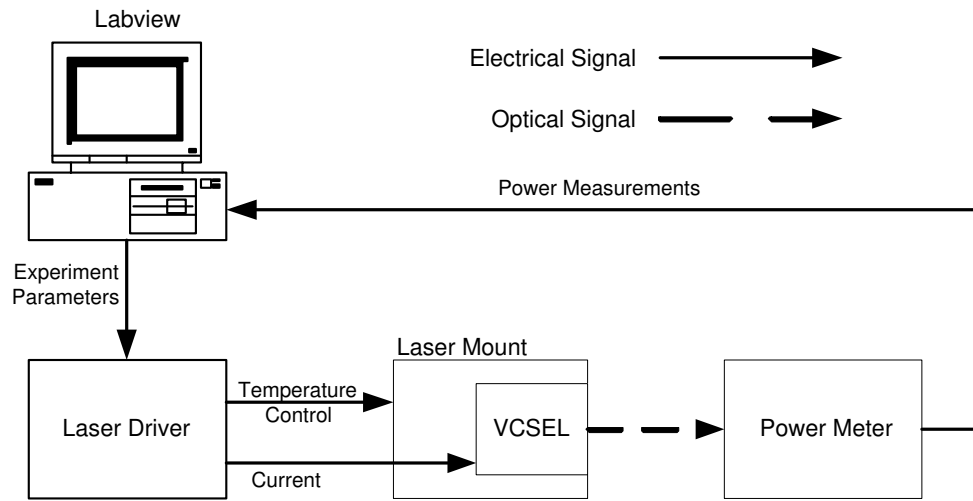 Labview
Electrical Signal
Optical Signal
Power Measurements
Experiment
Parameters
Laser Mount
Temperature
Control
Laser Driver
VCSEL
Power Meter
Current